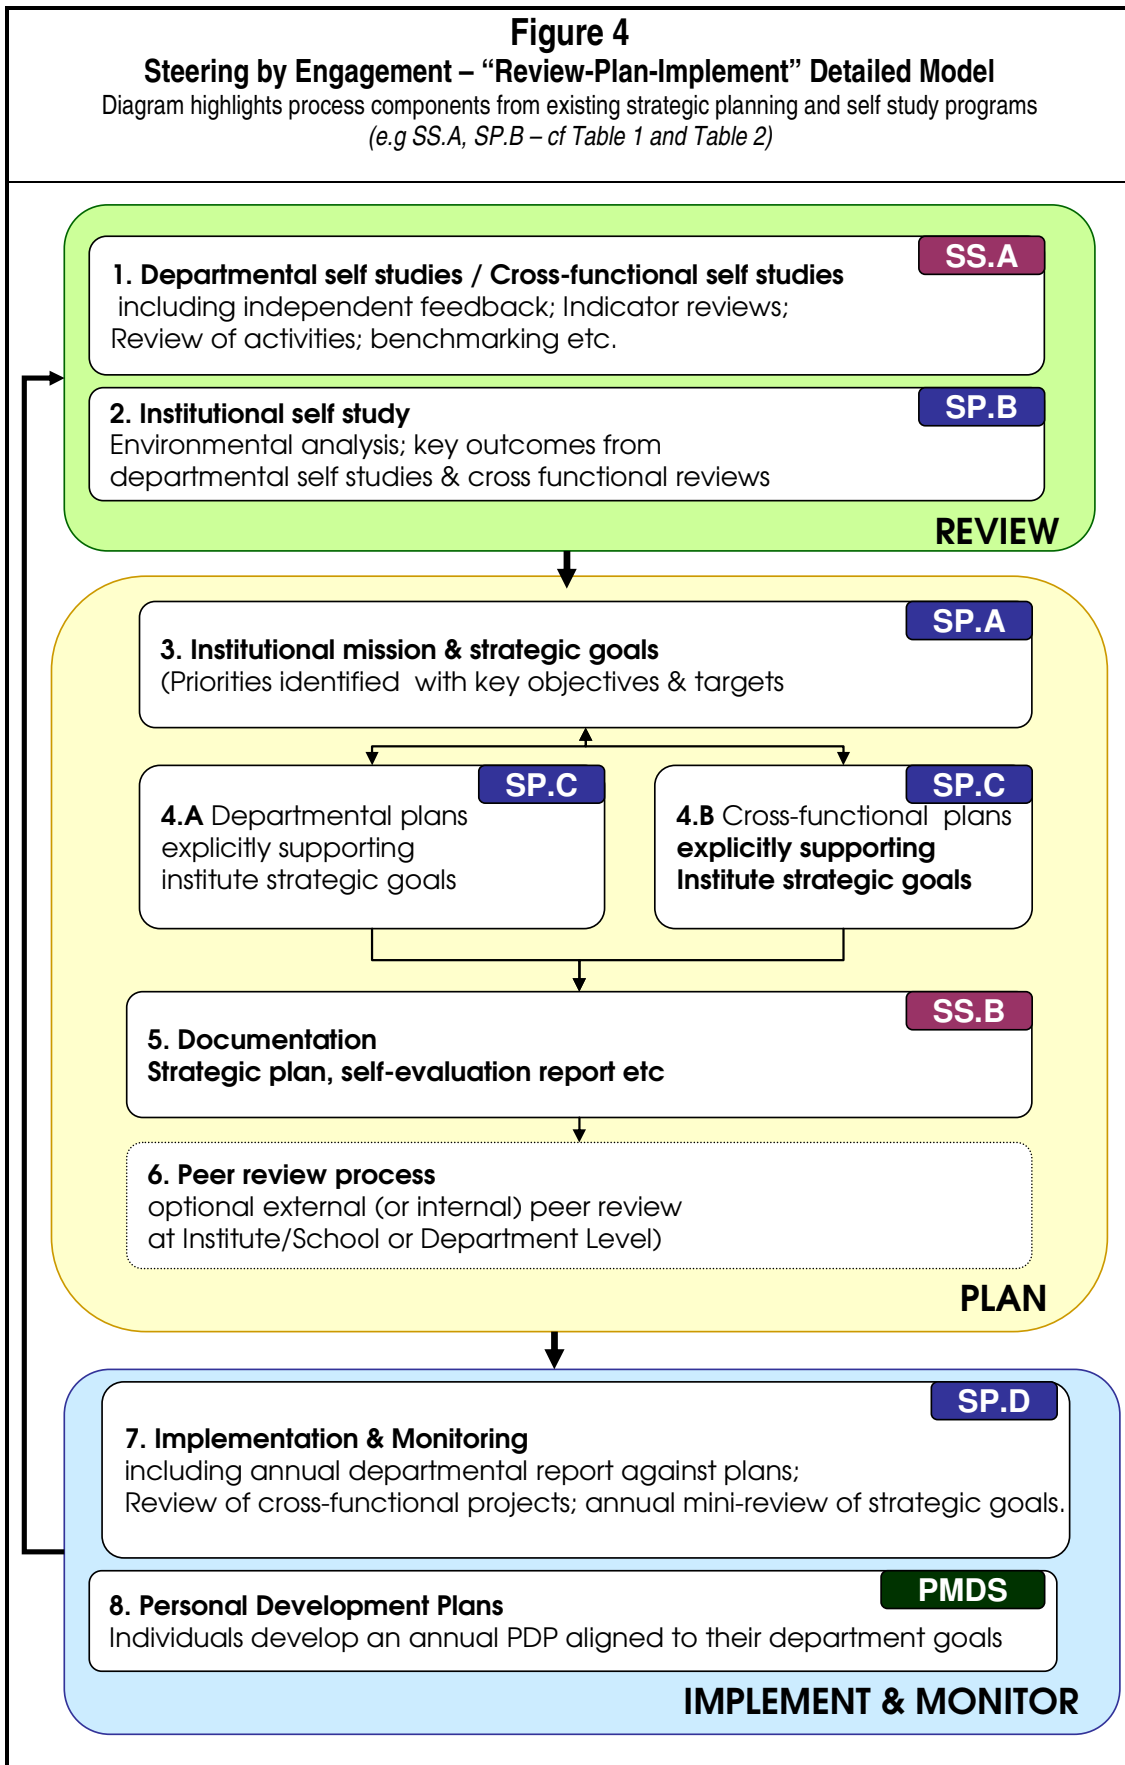 Figure 4
Steering by Engagement – “Review-Plan-Implement” Detailed Model
Diagram highlights process components from existing strategic planning and self study programs
(e.g SS.A, SP.B – cf Table 1 and Table 2)
SS.A
1. Departmental self studies / Cross-functional self studies
including independent feedback; Indicator reviews;
Review of activities; benchmarking etc.
SP.B
2. Institutional self study
Environmental analysis; key outcomes from
departmental self studies & cross functional reviews
REVIEW
SP.A
3. Institutional mission & strategic goals
(Priorities identified with key objectives & targets
SP.C
4.A Departmental plans
explicitly supporting
institute strategic goals
SP.C
4.B Cross-functional plans
explicitly supporting
Institute strategic goals
SS.B
5. Documentation
Strategic plan, self-evaluation report etc
6. Peer review process
optional external (or internal) peer review
at Institute/School or Department Level)
PLAN
SP.D
7. Implementation & Monitoring
including annual departmental report against plans;
Review of cross-functional projects; annual mini-review of strategic goals.
PMDS
8. Personal Development Plans
Individuals develop an annual PDP aligned to their department goals
IMPLEMENT & MONITOR